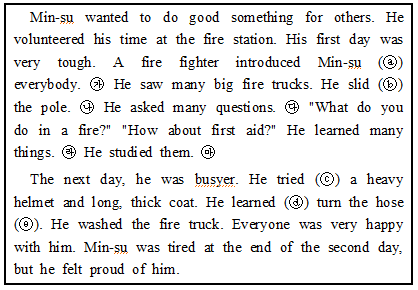 Min-su wanted to do good something for others. He
volunteered his time at the fire station. His first day was
very tough. A fire fighter introduced Min-su (ⓐ)
everybody. ㉮ He saw many big fire trucks. He slid (ⓑ)
the pole. ㉯ He asked many questions. ㉰ "What do you
do in a fire?" "How about first aid?" He learned many
things. ㉱ He studied them. ㉲
The next day, he was busyer. He tried (ⓒ) a heavy
helmet and long, thick coat. He learned (ⓓ) turn the hose
(ⓔ). He washed the fire truck. Everyone was very happy
with him. Min-su was tired at the end of the second day,
but he felt proud of him.